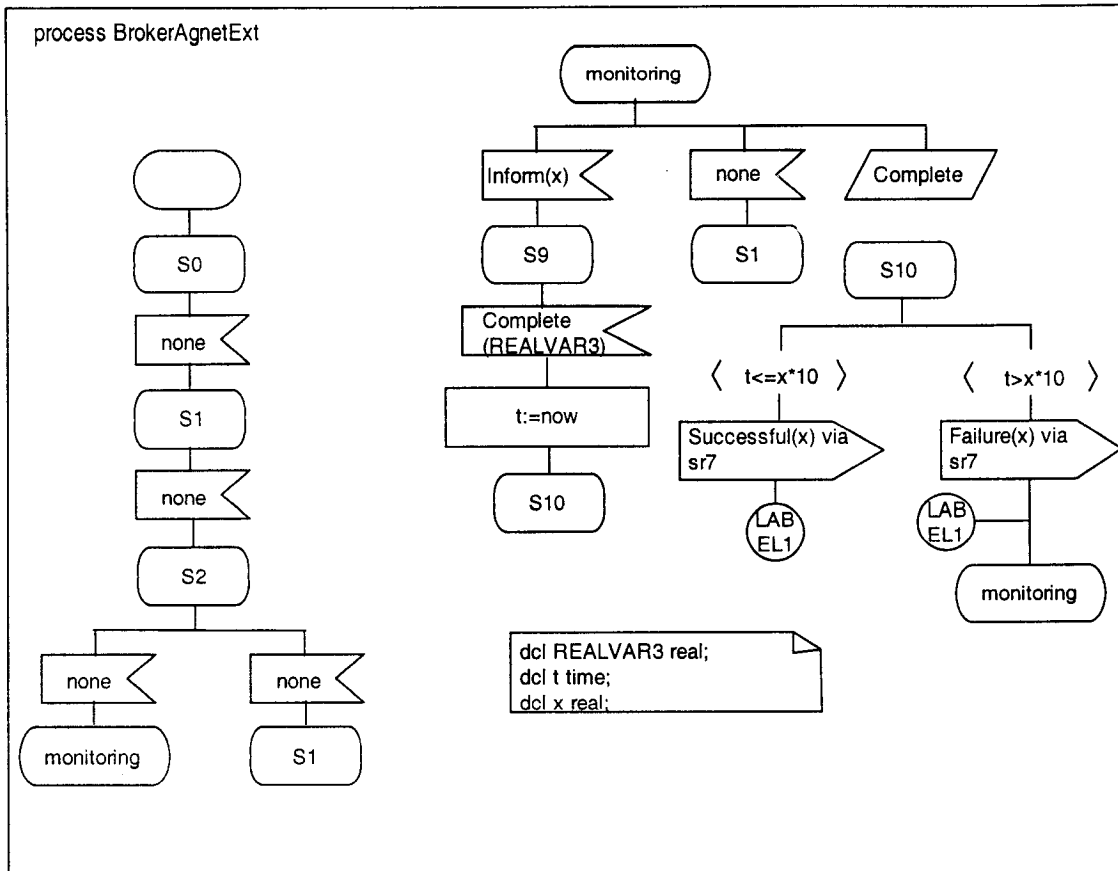 process BrokerAgnetExt
monitoring
Inform(x)
none
Complete
S9
S1
S10
Complete
(REALVAR3)
t:=now
S10
t<=x*10
t>x*10
Successful(x) via
sr7
Failure(x) via
sr7
LAB
EL1
LAB
EL1
monitoring
S0
none
S1
none
S2
none
none
monitoring
S1
dcl REALVAR3 real;
dcl t time;
dcl x real;